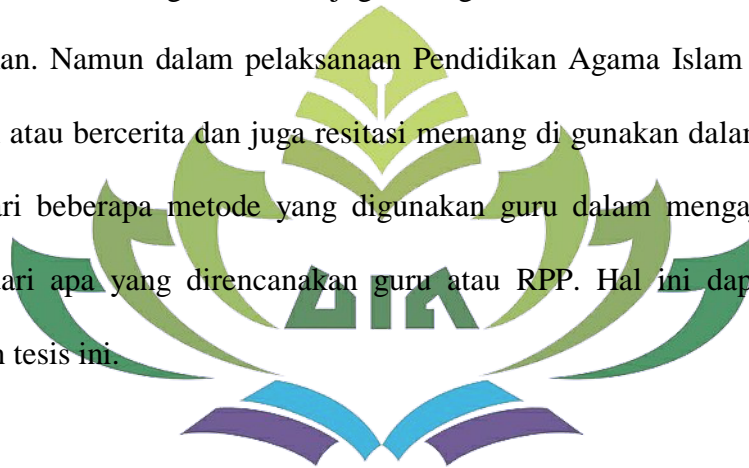 an. Namun dalam pelaksanaan Pendidikan Agama Islam
atau bercerita dan juga resitasi memang di gunakan dalam
ri beberapa metode yang digunakan guru dalam menga
ari apa yang direncanakan guru atau RPP. Hal ini dap
tesis ini.